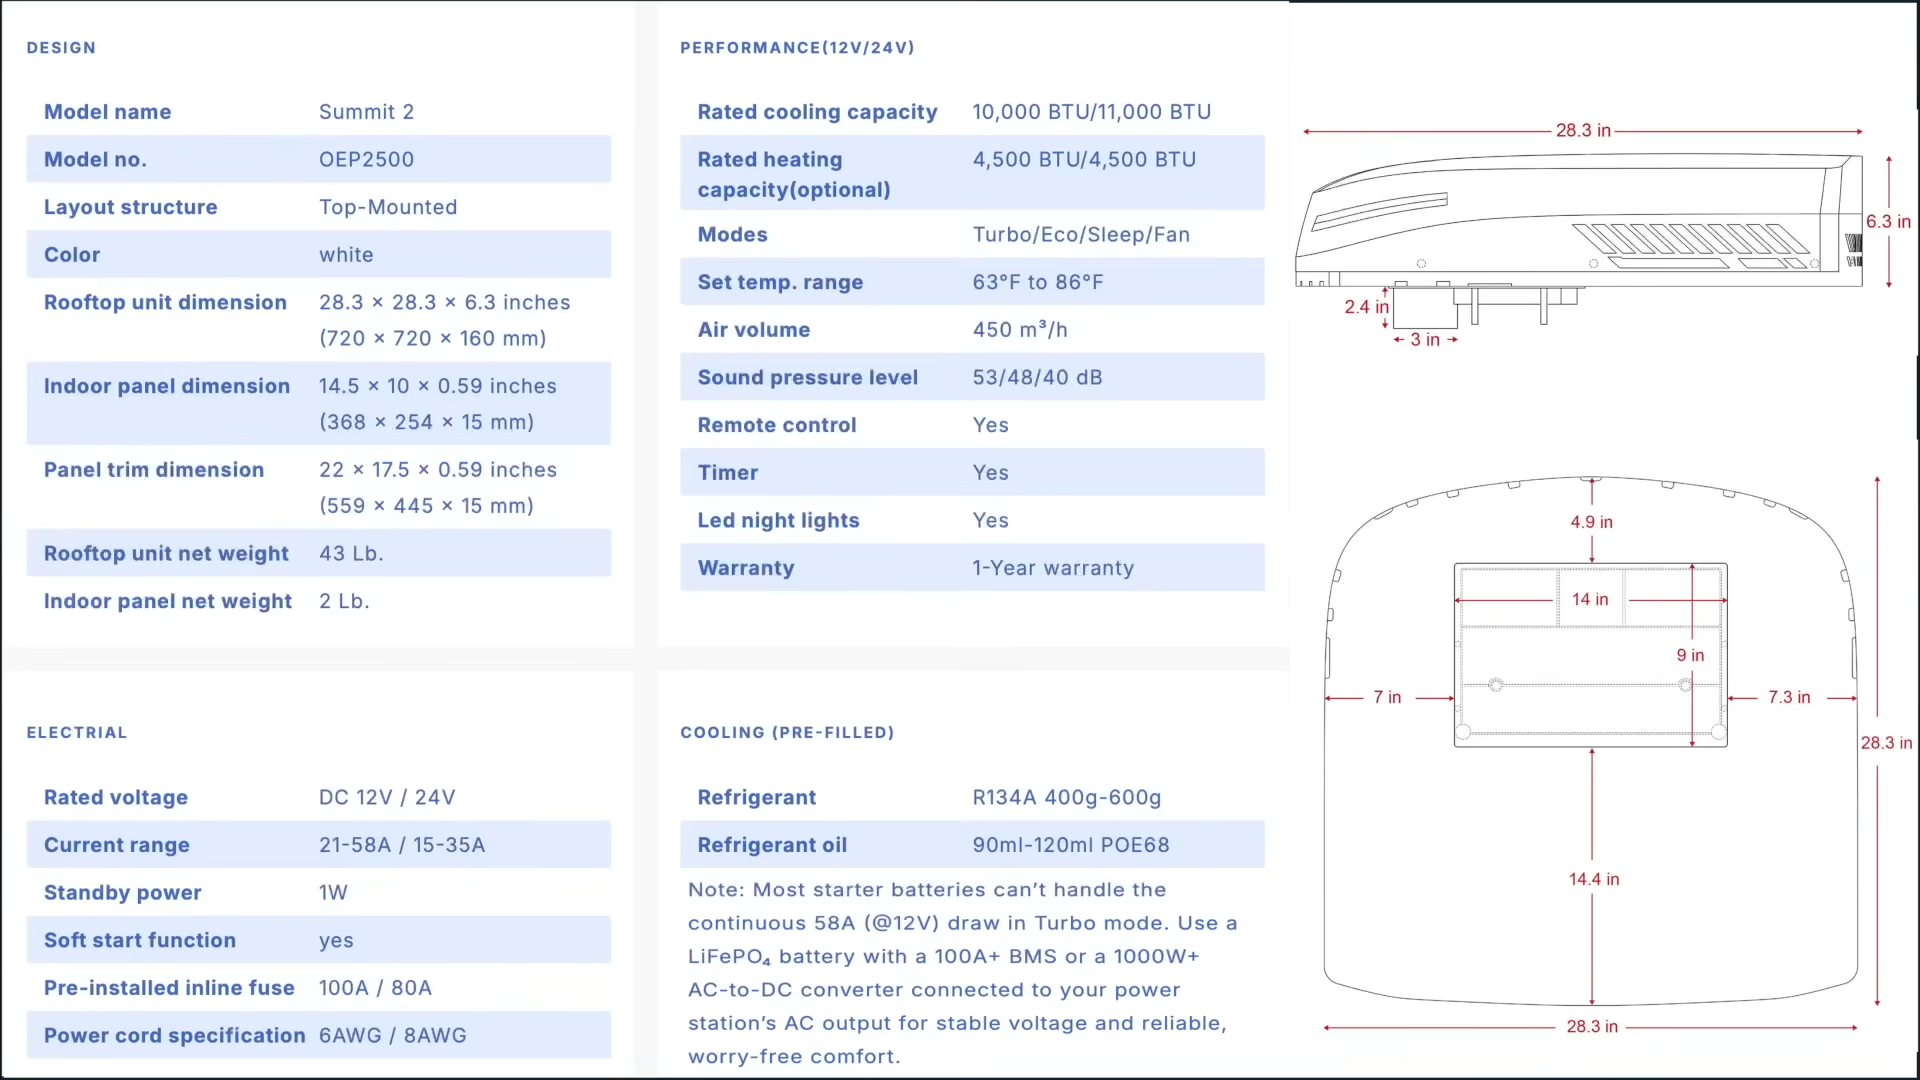 DESIGN
Model name Summit 2
Model no. OEP2500
Layout structure Top-Mounted
Color white
Rooftop unit dimension 28.3 × 28.3 × 6.3 inches
(720 × 720 × 160 mm)
Indoor panel dimension 14.5 × 10 × 0.59 inches
(368 × 254 × 15 mm)
Panel trim dimension 22 × 17.5 × 0.59 inches
(559 × 445 × 15 mm)
Rooftop unit net weight 43 Lb.
Indoor panel net weight 2 Lb.
PERFORMANCE(12V/24V)
Rated cooling capacity 10,000 BTU/11,000 BTU
Rated heating 4,500 BTU/4,500 BTU
capacity(optional)
Modes Turbo/Eco/Sleep/Fan
Set temp. range 63°F to 86°F
Air volume 450 m³/h
Sound pressure level 53/48/40 dB
Remote control Yes
Timer Yes
Led night lights Yes
Warranty 1-Year warranty
ELECTRIAL
Rated voltage DC 12V / 24V
Current range 21-58A / 15-35A
Standby power 1W
Soft start function yes
Pre-installed inline fuse 100A / 80A
Power cord specification 6AWG / 8AWG
COOLING (PRE-FILLED)
Refrigerant R134A 400g-600g
Refrigerant oil 90ml-120ml POE68
Note: Most starter batteries can't handle the
continuous 58A (@12V) draw in Turbo mode. Use a
LiFePO₄ battery with a 100A+ BMS or a 1000W+
AC-to-DC converter connected to your power
station's AC output for stable voltage and reliable,
worry-free comfort.
28.3 in
6.3 in
2.4 in
3 in
4.9 in
14 in
9 in
7 in
7.3 in
28.3 in
14.4 in
28.3 in